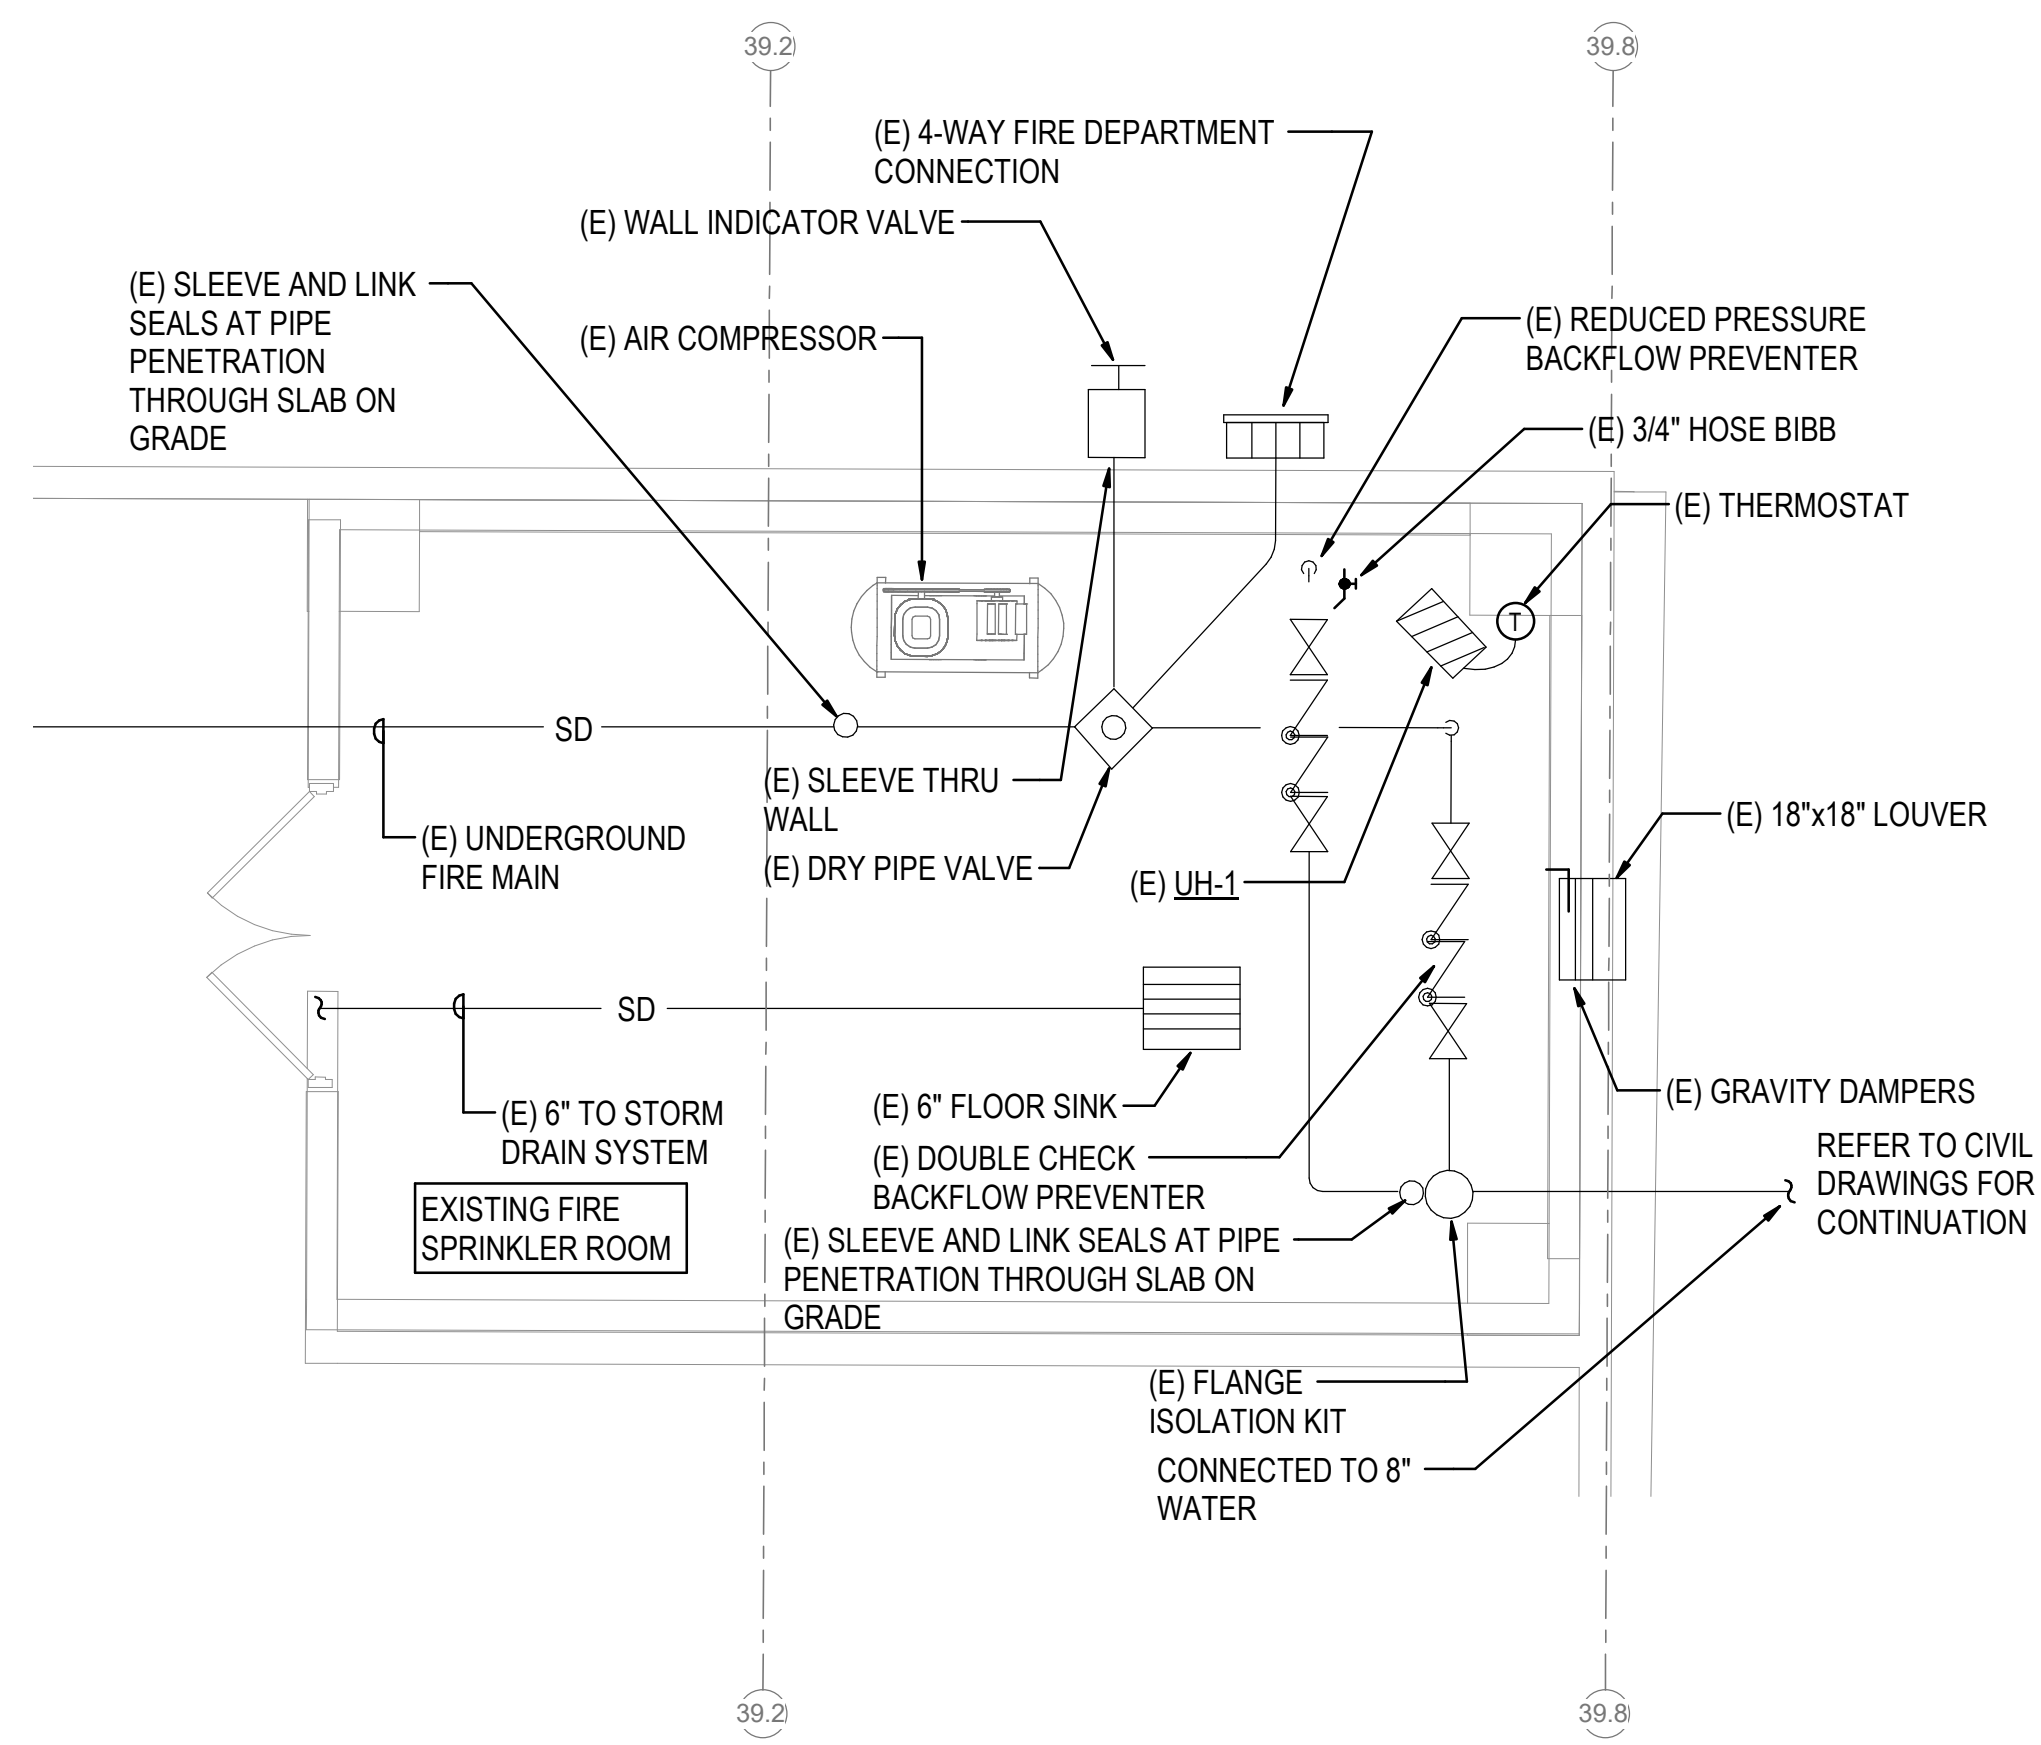 39.2
39.8
(E) 4-WAY FIRE DEPARTMENT
CONNECTION
(E) WALL INDICATOR VALVE
(E) SLEEVE AND LINK
SEALS AT PIPE
PENETRATION
THROUGH SLAB ON
GRADE
(E) AIR COMPRESSOR
(E) REDUCED PRESSURE
BACKFLOW PREVENTER
(E) 3/4" HOSE BIBB
(E) THERMOSTAT
T
SD
(E) SLEEVE THRU
WALL
(E) UNDERGROUND
FIRE MAIN
(E) DRY PIPE VALVE
(E) UH-1
(E) 18"x18" LOUVER
SD
(E) 6" TO STORM
DRAIN SYSTEM
(E) 6" FLOOR SINK
(E) DOUBLE CHECK
BACKFLOW PREVENTER
(E) GRAVITY DAMPERS
REFER TO CIVIL
DRAWINGS FOR
CONTINUATION
EXISTING FIRE
SPRINKLER ROOM
(E) SLEEVE AND LINK SEALS AT PIPE
PENETRATION THROUGH SLAB ON
GRADE
(E) FLANGE
ISOLATION KIT
CONNECTED TO 8"
WATER
39.2
39.8